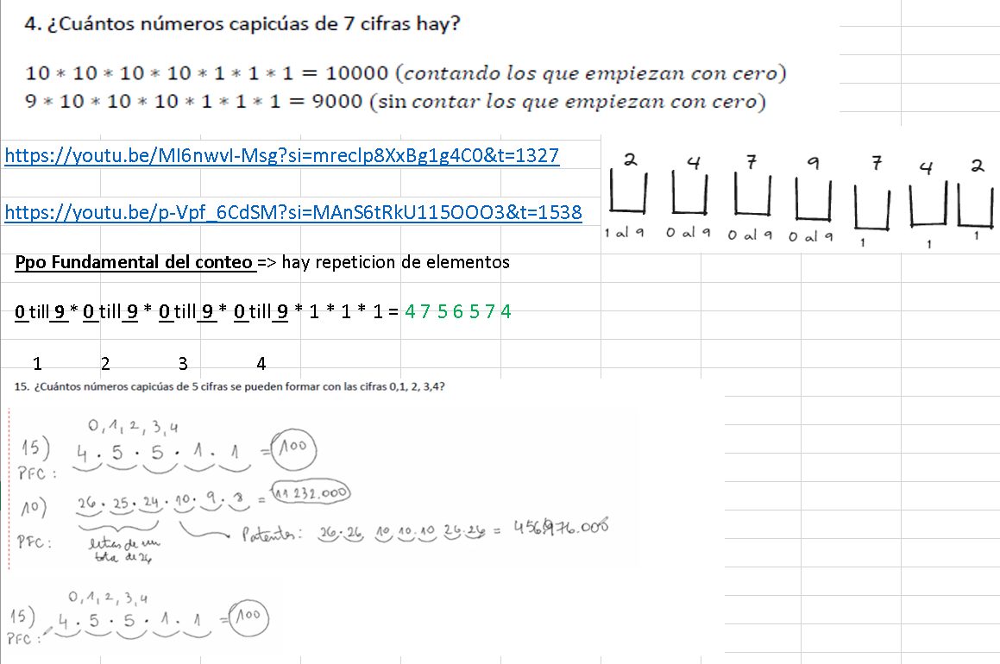 4. ¿Cuántos números capicúas de 7 cifras hay?
10 * 10 * 10 * 10 * 1 * 1 * 1 = 10000 (contando los que empiezan con cero)
9 * 10 * 10 * 10 * 1 * 1 * 1 = 9000 (sin contar los que empiezan con cero)
https://youtu.be/MI6nwvI-Msg?si=mreclp8XxBg1g4C0&t=1327
https://youtu.be/p-Vpf_6CdSM?si=MAnS6tRkU115OOO3&t=1538
2 4 7 9 7 4 2
1 al 9 0 al 9 0 al 9 0 al 9 1 1 1
Ppo Fundamental del conteo => hay repeticion de elementos
0 till 9 * 0 till 9 * 0 till 9 * 0 till 9 * 1 * 1 * 1 = 4 7 5 6 5 7 4
1 2 3 4
15. ¿Cuántos números capicúas de 5 cifras se pueden formar con las cifras 0,1, 2, 3,4?
0,1,2,3,4
15) 4 . 5 . 5 . 1 . 1 = 100
PFC :
10) 26 . 25 . 24 . 10 . 9 . 8 = 11 232.000
PFC : letras de un total de 26
Patentes: 26.26 10.10.10 26.26 = 456.976.000
0,1,2,3,4
15) 4 . 5 . 5 . 1 . 1 = 100
PFC :